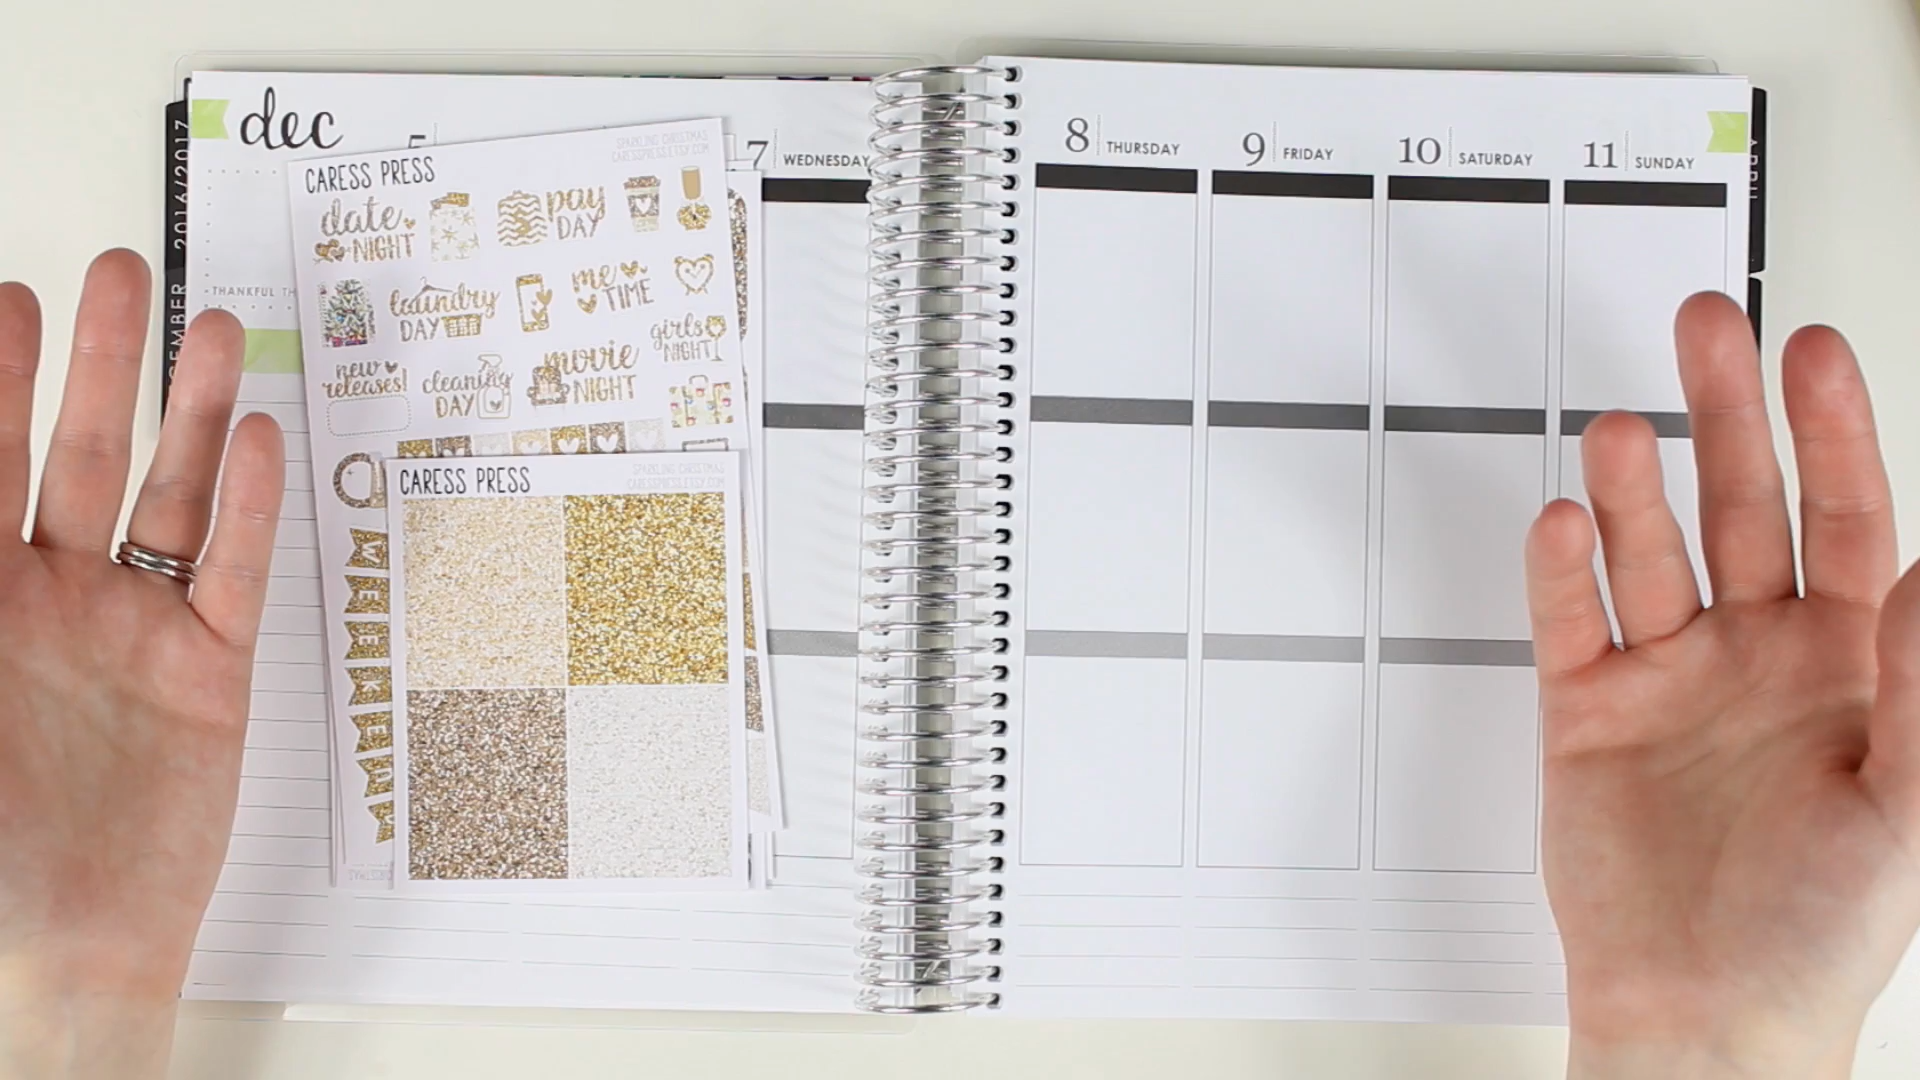 dec
5
7 WEDNESDAY
8 THURSDAY
9 FRIDAY
10 SATURDAY
11 SUNDAY
2016/2017
THANKFUL TH
APRIL
CARESS PRESS
SPARKLING CHRISTMAS
CARESSPRESS.ETSY.COM
date
NIGHT
pay
DAY
laundry
DAY
me
TIME
girls
NIGHT
new
releases!
cleaning
DAY
movie
NIGHT
WEEKEND
CARESS PRESS
SPARKLING CHRISTMAS
CARESSPRESS.ETSY.COM